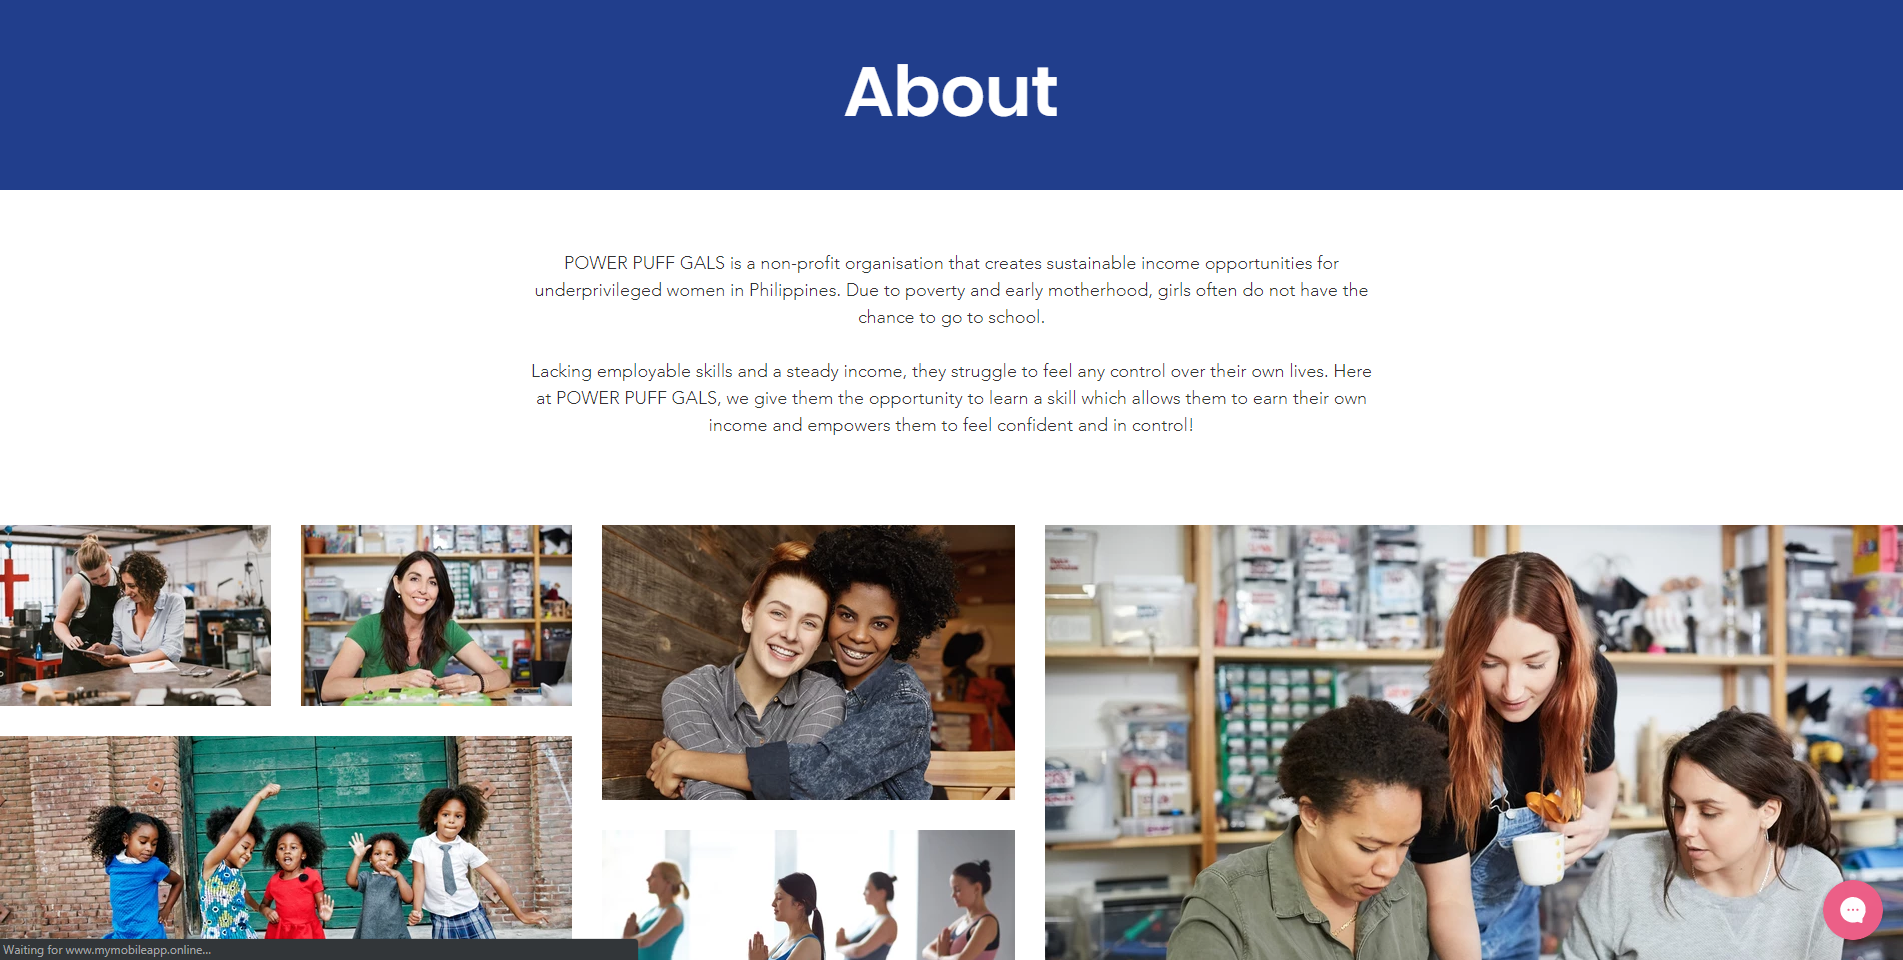 About
POWER PUFF GALS is a non-profit organisation that creates sustainable income opportunities for
underprivileged women in Philippines. Due to poverty and early motherhood, girls often do not have the
chance to go to school.
Lacking employable skills and a steady income, they struggle to feel any control over their own lives. Here
at POWER PUFF GALS, we give them the opportunity to learn a skill which allows them to earn their own
income and empowers them to feel confident and in control!
Waiting for www.mymobileapp.online...